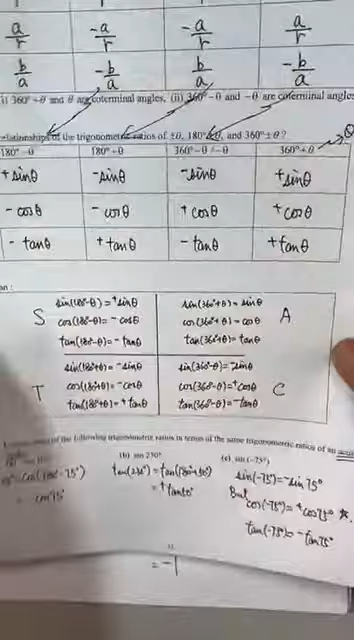 a/r -a/r -a/r a/r
b/a -b/a b/a -b/a
360°-θ and θ are coterminal angles, (ii) 360°-θ and -θ are coterminal angles
relationships of the trigonometric ratios of ±θ, 180°±θ, and 360°±θ?
180°-θ 180°+θ 360°-θ / -θ 360°+θ
+sinθ -sinθ -sinθ +sinθ
-cosθ -cosθ +cosθ +cosθ
-tanθ +tanθ -tanθ +tanθ
S
sin(180°-θ)=+sinθ
cos(180°-θ)=-cosθ
tan(180°-θ)=-tanθ
A
sin(360°+θ)=sinθ
cos(360°+θ)=cosθ
tan(360°+θ)=tanθ
T
sin(180°+θ)=-sinθ
cos(180°+θ)=-cosθ
tan(180°+θ)=+tanθ
C
sin(360°-θ)=-sinθ
cos(360°-θ)=+cosθ
tan(360°-θ)=-tanθ
of the following trigonometric ratios in terms of the same trigonometric ratios of an acute
(b) tan 230° (c) sin (-75°)
tan(230°)=tan(180°+50°)
=+tan50°
sin(-75°)=-sin75°
But cos(-75°)=+cos75° *
tan(-75°)=-tan75°
=-1